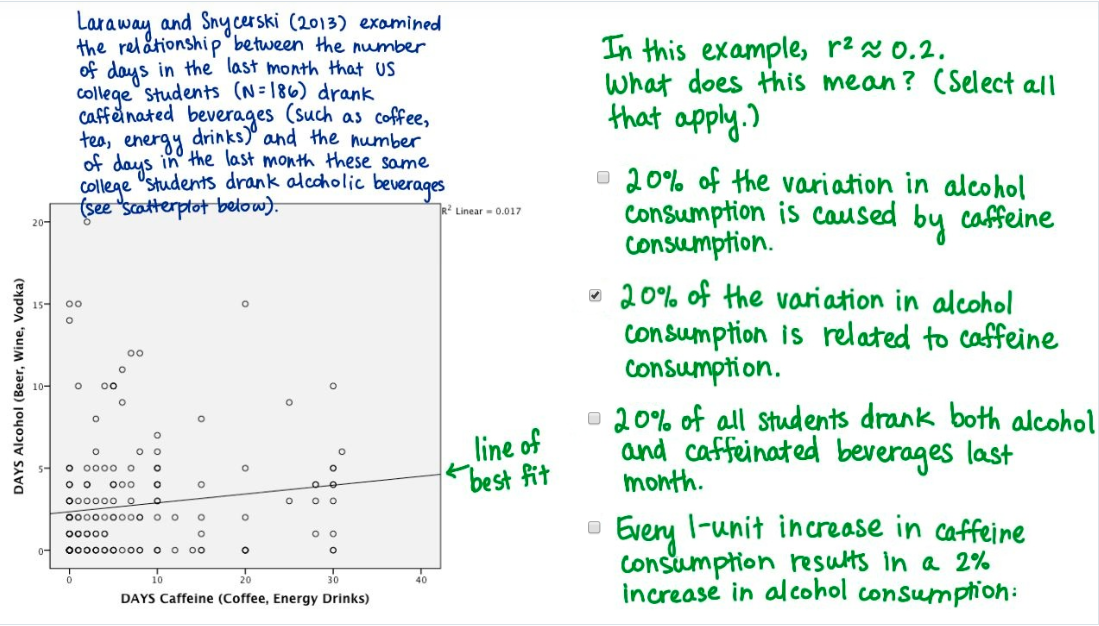 Laraway and Snycerski (2013) examined
the relationship between the number
of days in the last month that US
college students (N=186) drank
caffeinated beverages (such as coffee,
tea, energy drinks) and the number
of days in the last month these same
college students drank alcoholic beverages
(see scatterplot below).
R² Linear = 0.017
20
15
10
5
0
DAYS Alcohol (Beer, Wine, Vodka)
0 10 20 30 40
DAYS Caffeine (Coffee, Energy Drinks)
line of
best fit
In this example, r² ≈ 0.2.
What does this mean? (Select all
that apply.)
20% of the variation in alcohol
consumption is caused by caffeine
consumption.
20% of the variation in alcohol
consumption is related to caffeine
consumption.
20% of all students drank both alcohol
and caffeinated beverages last
month.
Every 1-unit increase in caffeine
consumption results in a 2%
increase in alcohol consumption: